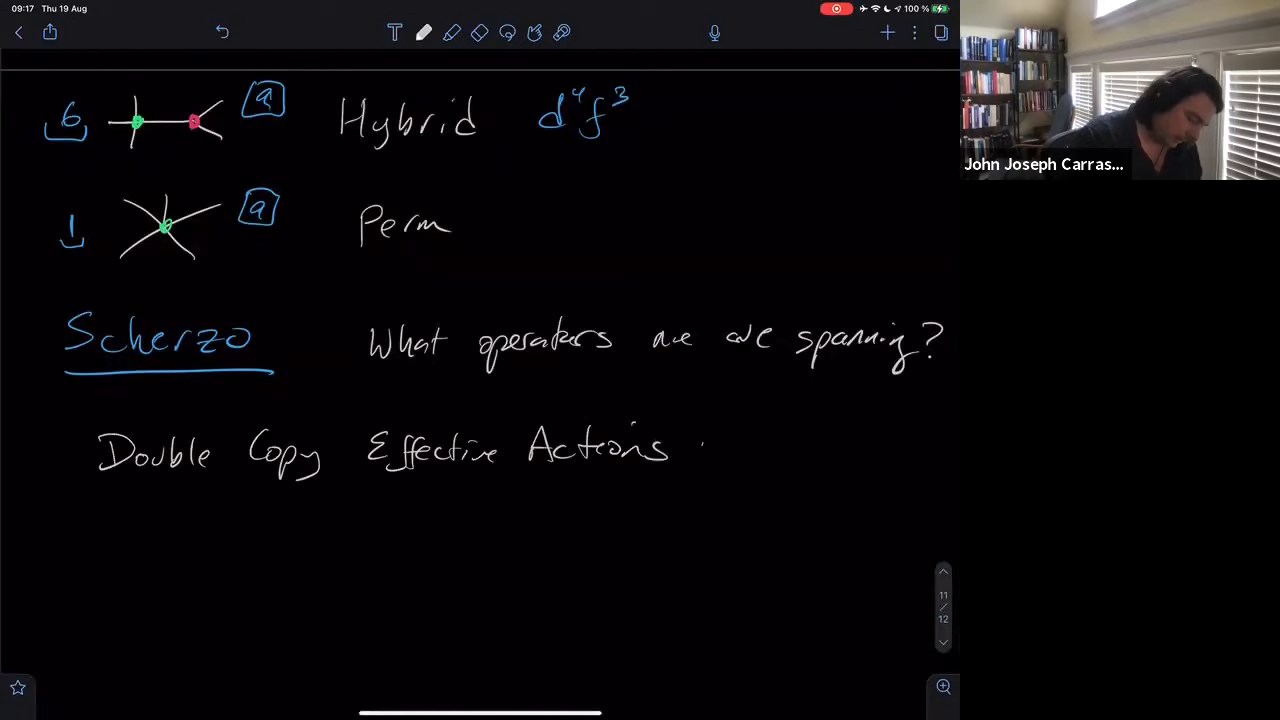 09:17 Thu 19 Aug
100 %
6 a Hybrid d⁴f³
1 a Perm
Scherzo What operators are we spanning?
Double Copy Effective Actions
John Joseph Carras...
11
/
12